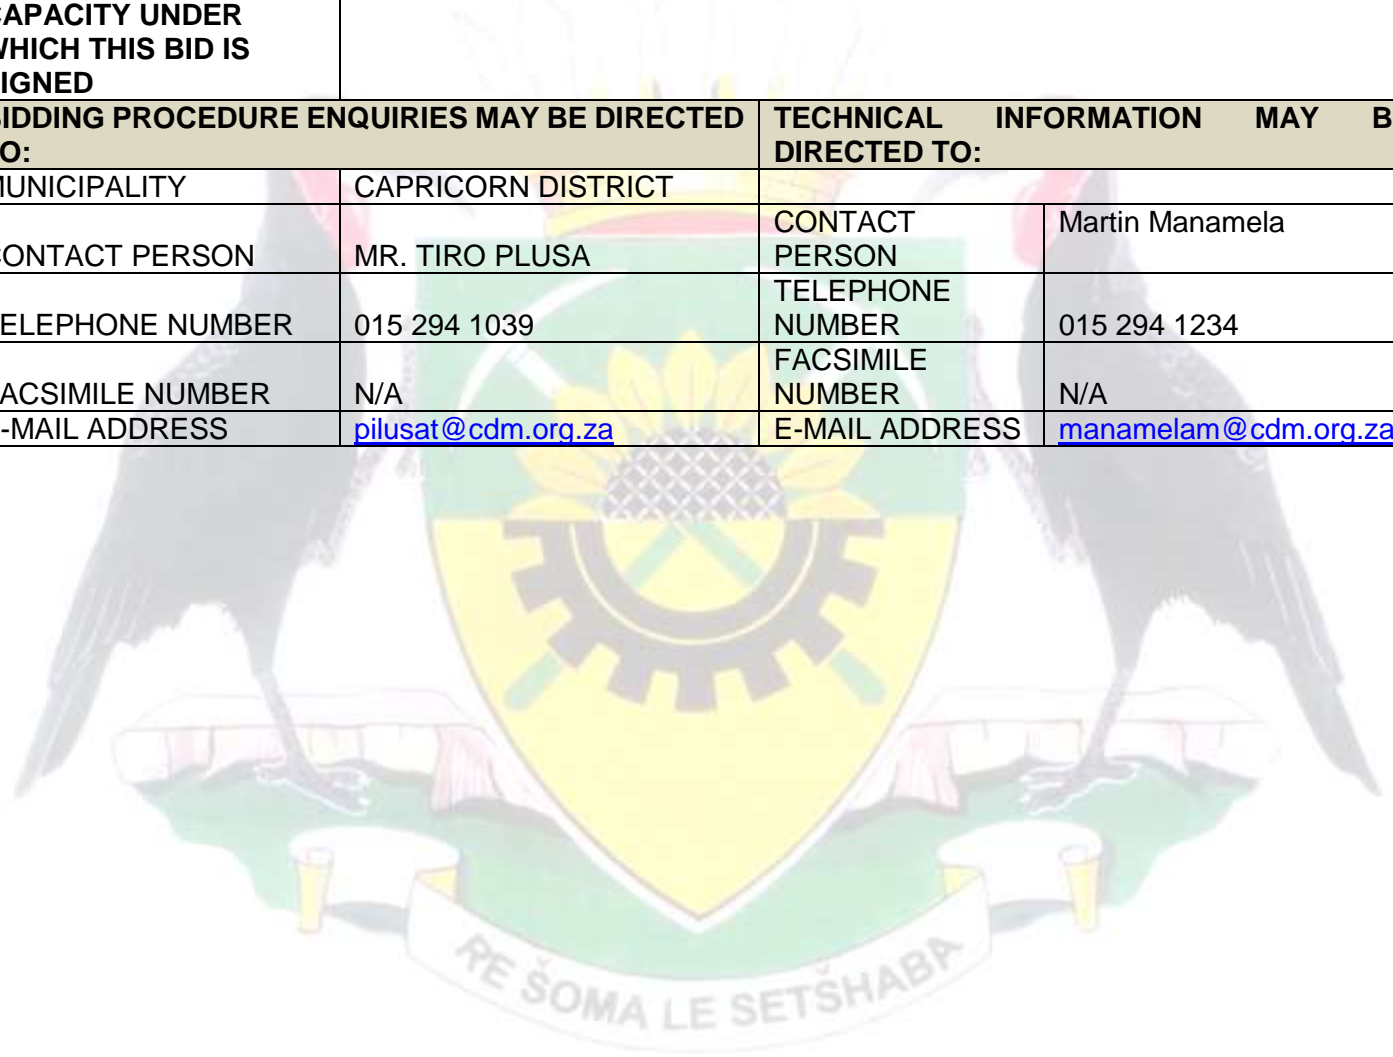 CAPACITY UNDER
WHICH THIS BID IS
SIGNED
BIDDING PROCEDURE ENQUIRIES MAY BE DIRECTED TO:
TECHNICAL INFORMATION MAY B
DIRECTED TO:
MUNICIPALITY CAPRICORN DISTRICT
CONTACT PERSON MR. TIRO PLUSA
CONTACT PERSON Martin Manamela
TELEPHONE NUMBER 015 294 1039
TELEPHONE NUMBER 015 294 1234
FACSIMILE NUMBER N/A
FACSIMILE NUMBER N/A
E-MAIL ADDRESS pilusat@cdm.org.za
E-MAIL ADDRESS manamelam@cdm.org.za
RE ŠOMA LE SETŠHABA